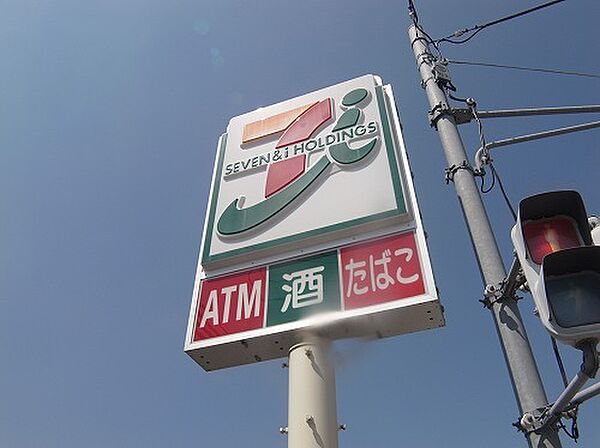 SEVEN & i HOLDINGS
ATM 酒 たばこ